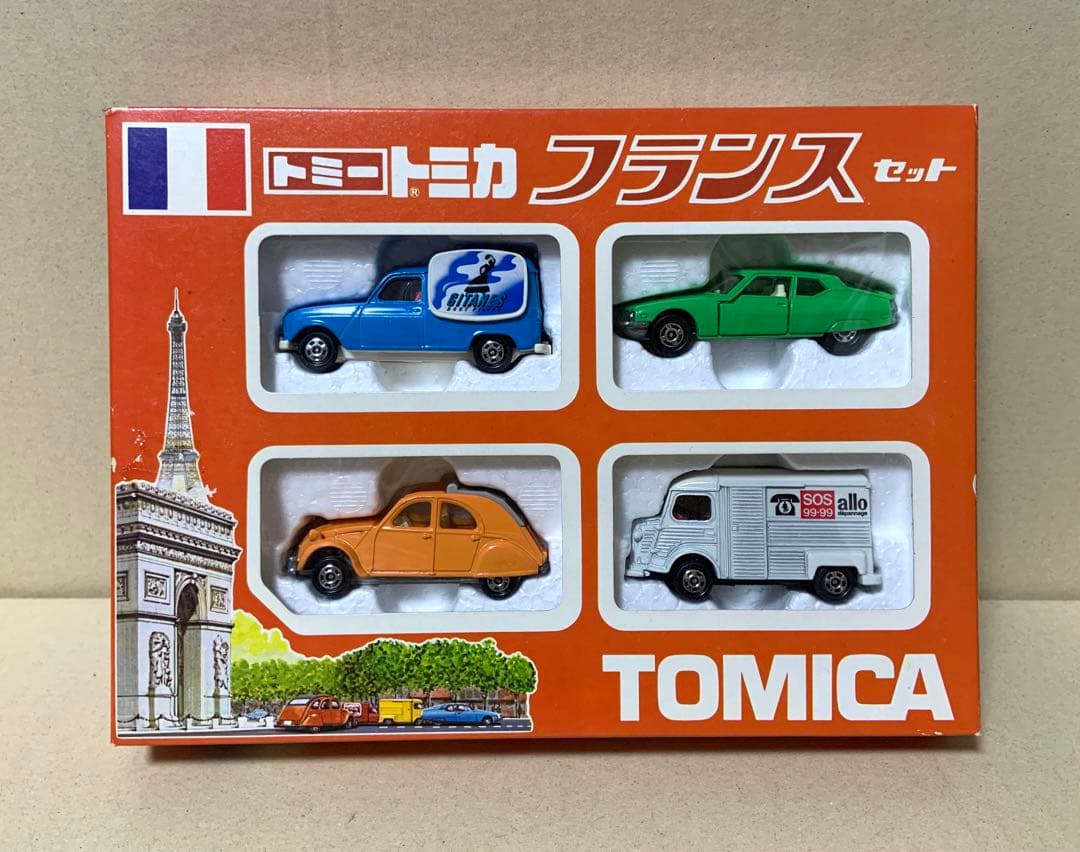 トミー トミカ® フランス セット
GITANES
SOS
99-99
allo
dépannage
TOMICA